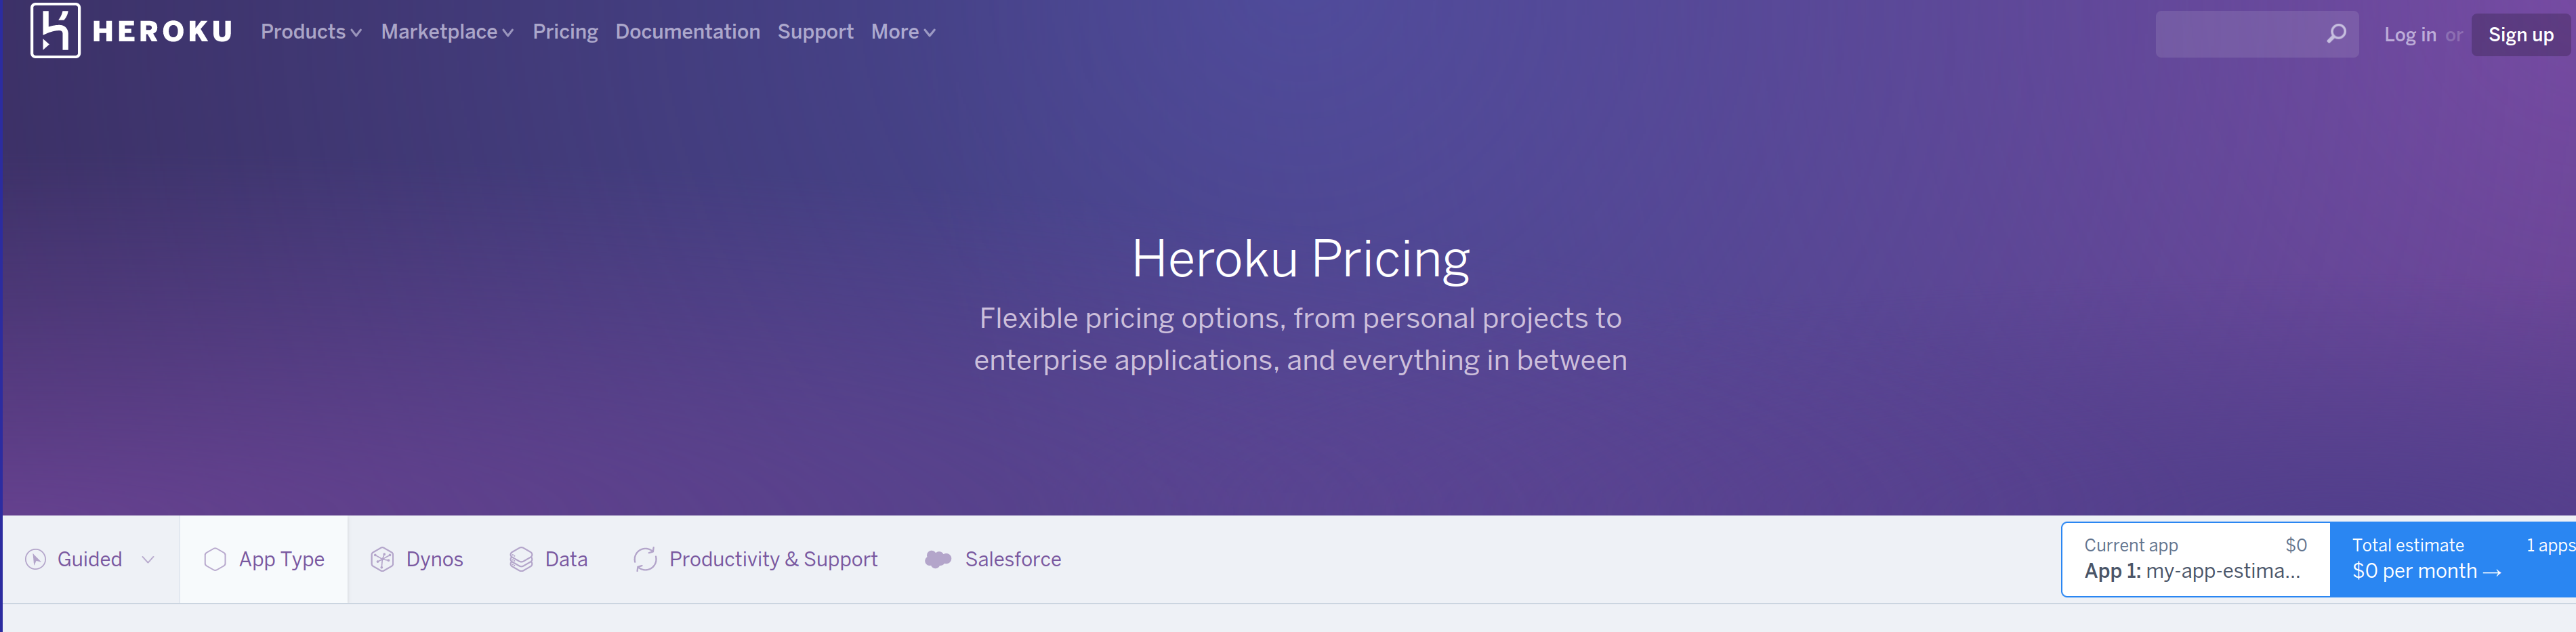 HEROKU Products Marketplace Pricing Documentation Support More Log in or Sign up
Heroku Pricing
Flexible pricing options, from personal projects to
enterprise applications, and everything in between
Guided App Type Dynos Data Productivity & Support Salesforce
Current app $0
App 1: my-app-estima...
Total estimate 1 apps
$0 per month →